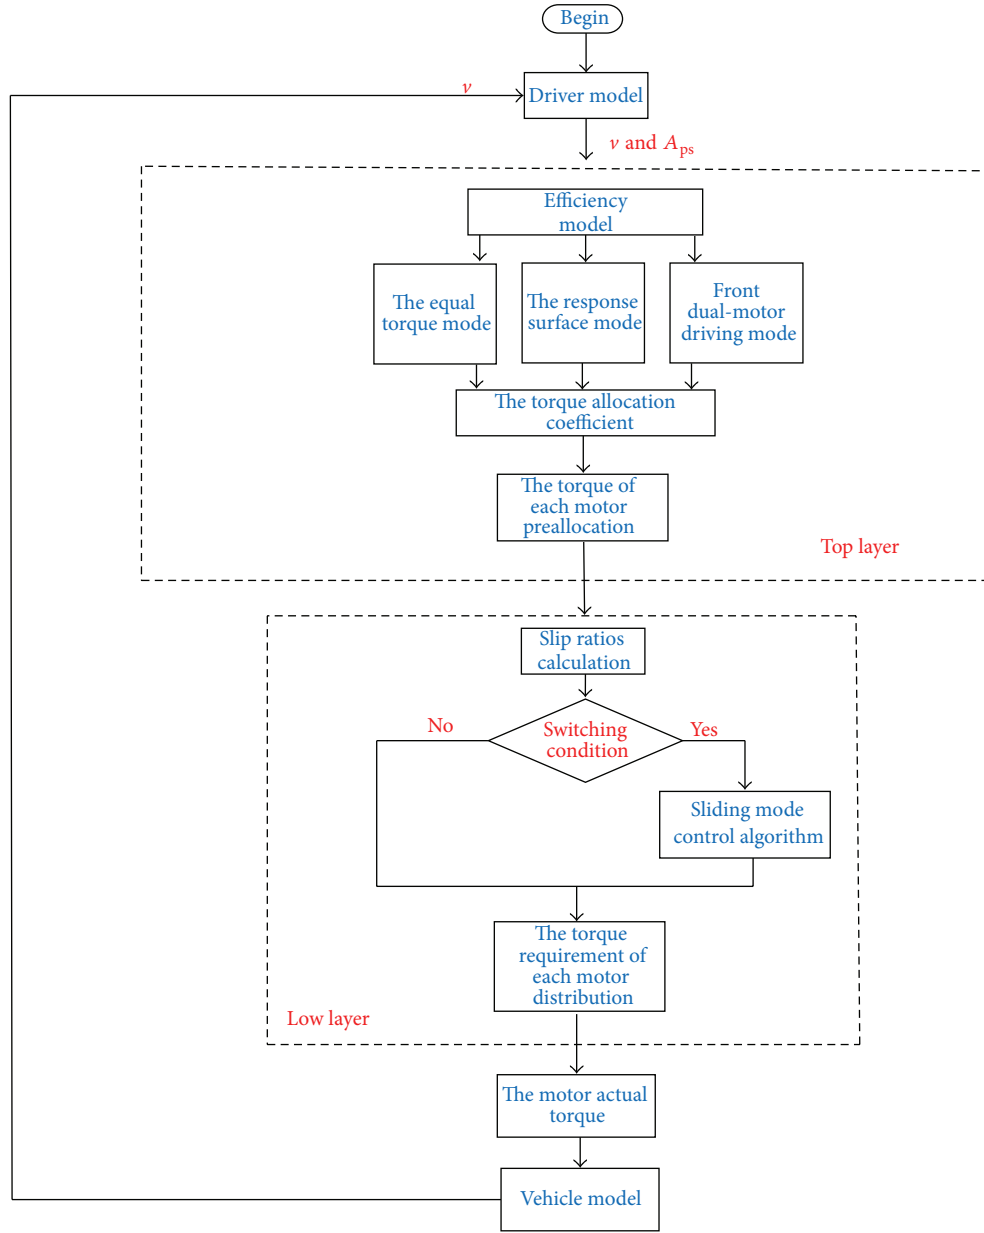 Begin
v
Driver model
v and Aps
Efficiency
model
The equal
torque mode
The response
surface mode
Front
dual-motor
driving mode
The torque allocation
coefficient
The torque of
each motor
preallocation
Top layer
Slip ratios
calculation
No
Switching
condition
Yes
Sliding mode
control algorithm
The torque
requirement of
each motor
distribution
Low layer
The motor actual
torque
Vehicle model